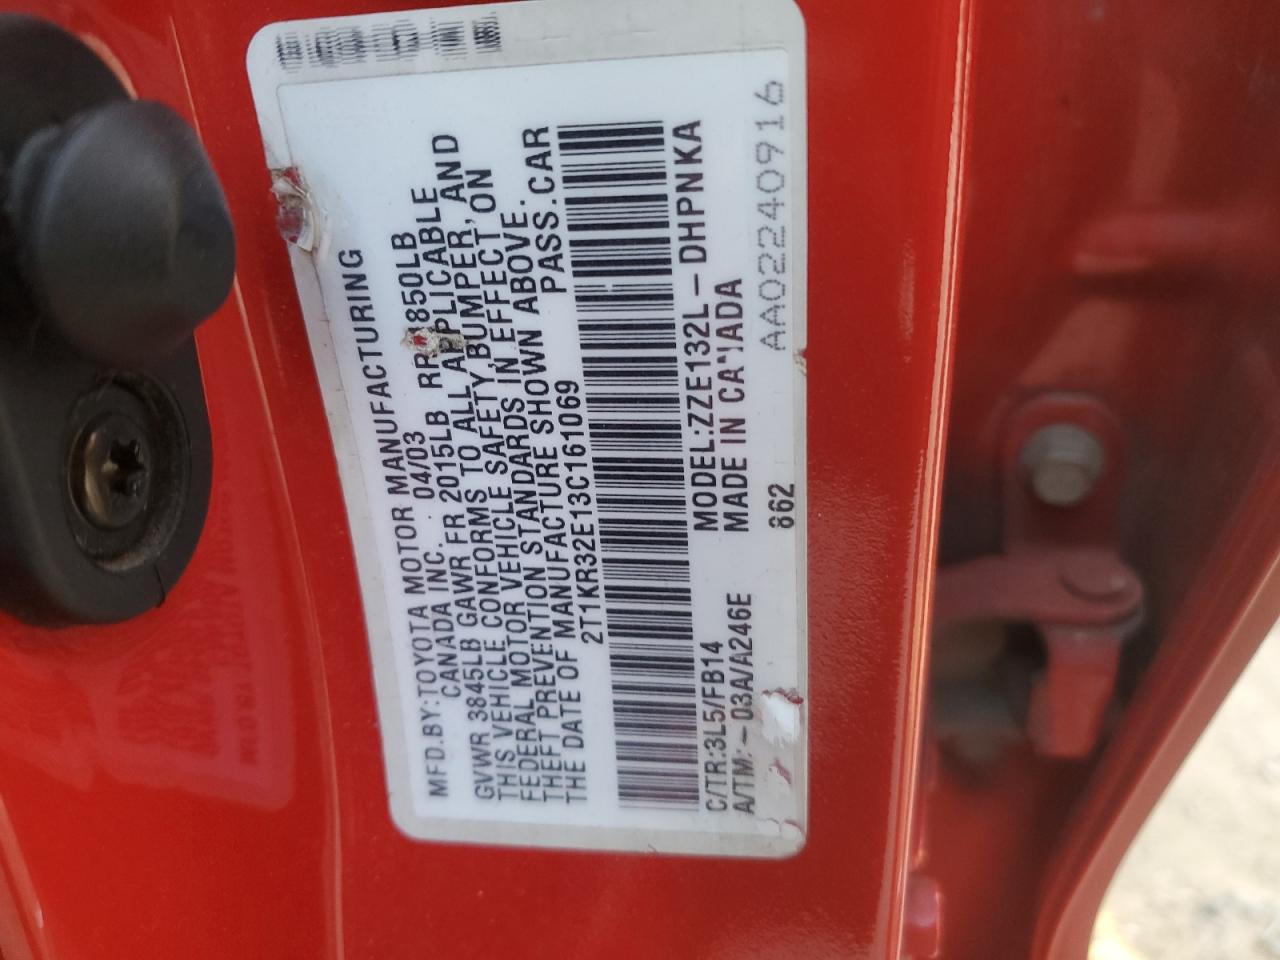 MFD.BY:TOYOTA MOTOR MANUFACTURING
CANADA INC. 04/03
GVWR 3845LB GAWR FR 2015LB RR 1850LB
THIS VEHICLE CONFORMS TO ALL APPLICABLE
FEDERAL MOTOR VEHICLE SAFETY,BUMPER, AND
THEFT PREVENTION STANDARDS IN EFFECT ON
THE DATE OF MANUFACTURE SHOWN ABOVE.
2T1KR32E13C161069 PASS.CAR
C/TR:3L5/FB14 MODEL:ZZE132L-DHPNKA
A/TM:-03A/A246E MADE IN CANADA
862 AA02240916